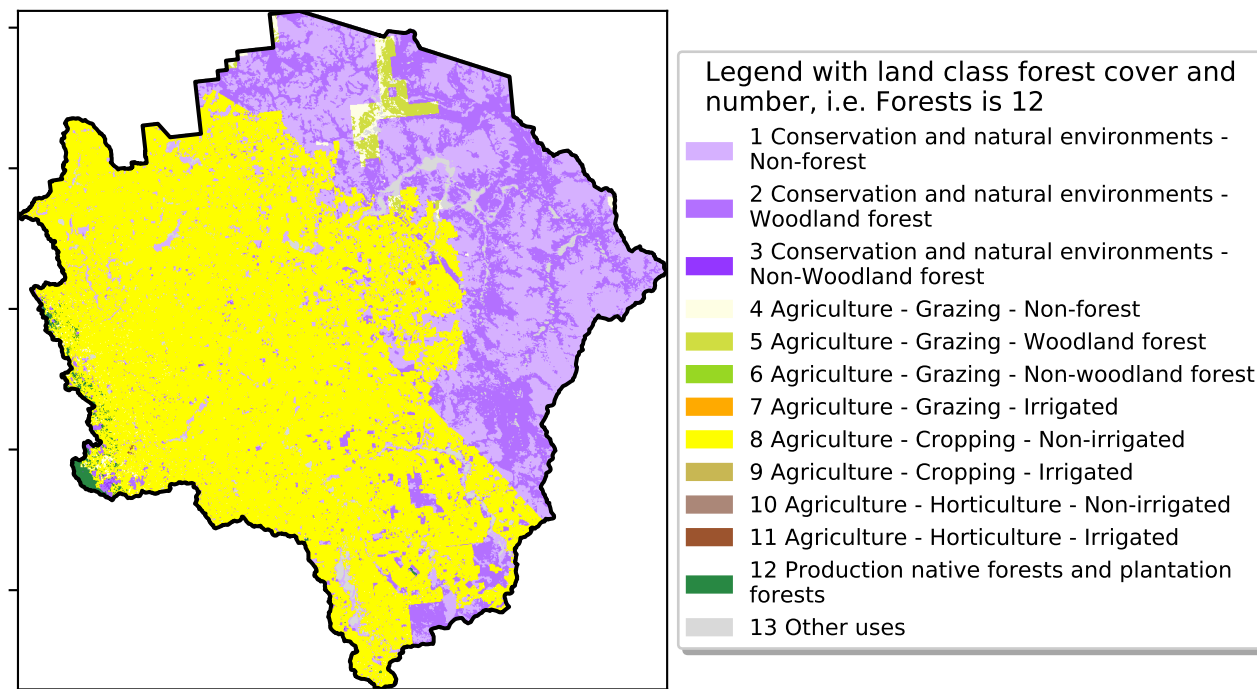 Legend with land class forest cover and
number, i.e. Forests is 12
1 Conservation and natural environments -
Non-forest
2 Conservation and natural environments -
Woodland forest
3 Conservation and natural environments -
Non-Woodland forest
4 Agriculture - Grazing - Non-forest
5 Agriculture - Grazing - Woodland forest
6 Agriculture - Grazing - Non-woodland forest
7 Agriculture - Grazing - Irrigated
8 Agriculture - Cropping - Non-irrigated
9 Agriculture - Cropping - Irrigated
10 Agriculture - Horticulture - Non-irrigated
11 Agriculture - Horticulture - Irrigated
12 Production native forests and plantation
forests
13 Other uses